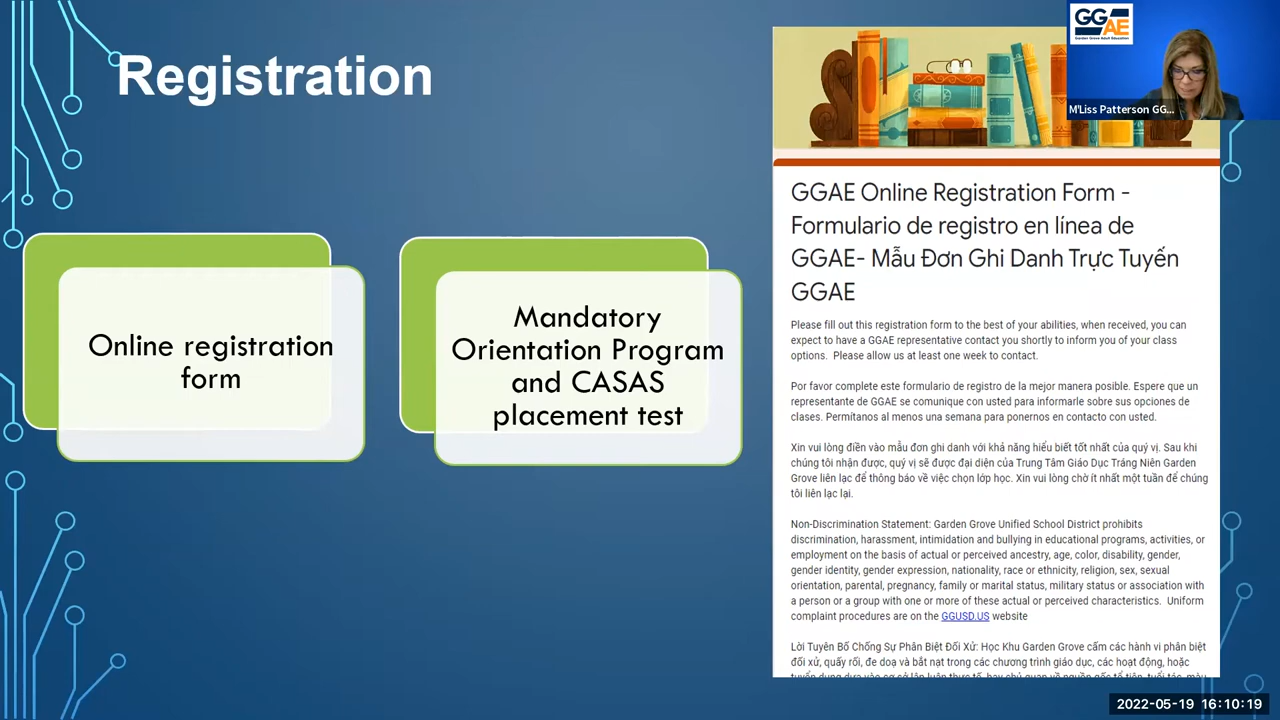 Registration
Online registration
form
Mandatory
Orientation Program
and CASAS
placement test
GGAE
Garden Grove Adult Education
M'Liss Patterson GG...
GGAE Online Registration Form -
Formulario de registro en línea de
GGAE- Mẫu Đơn Ghi Danh Trực Tuyến
GGAE
Please fill out this registration form to the best of your abilities, when received, you can
expect to have a GGAE representative contact you shortly to inform you of your class
options.  Please allow us at least one week to contact.
Por favor complete este formulario de registro de la mejor manera posible. Espere que un
representante de GGAE se comunique con usted para informarle sobre sus opciones de
clases. Permítanos al menos una semana para ponernos en contacto con usted.
Xin vui lòng điền vào mẫu đơn ghi danh với khả năng hiểu biết tốt nhất của quý vị. Sau khi
chúng tôi nhận được, quý vị sẽ được đại diện của Trung Tâm Giáo Dục Tráng Niên Garden
Grove liên lạc để thông báo về việc chọn lớp học. Xin vui lòng chờ ít nhất một tuần để chúng
tôi liên lạc lại.
Non-Discrimination Statement: Garden Grove Unified School District prohibits
discrimination, harassment, intimidation and bullying in educational programs, activities, or
employment on the basis of actual or perceived ancestry, age, color, disability, gender,
gender identity, gender expression, nationality, race or ethnicity, religion, sex, sexual
orientation, parental, pregnancy, family or marital status, military status or association with
a person or a group with one or more of these actual or perceived characteristics.  Uniform
complaint procedures are on the GGUSD.US website
Lời Tuyên Bố Chống Sự Phân Biệt Đối Xử: Học Khu Garden Grove cấm các hành vi phân biệt
đối xử, quấy rối, đe doạ và bắt nạt trong các chương trình giáo dục, các hoạt động, hoặc
2022-05-19 16:10:19